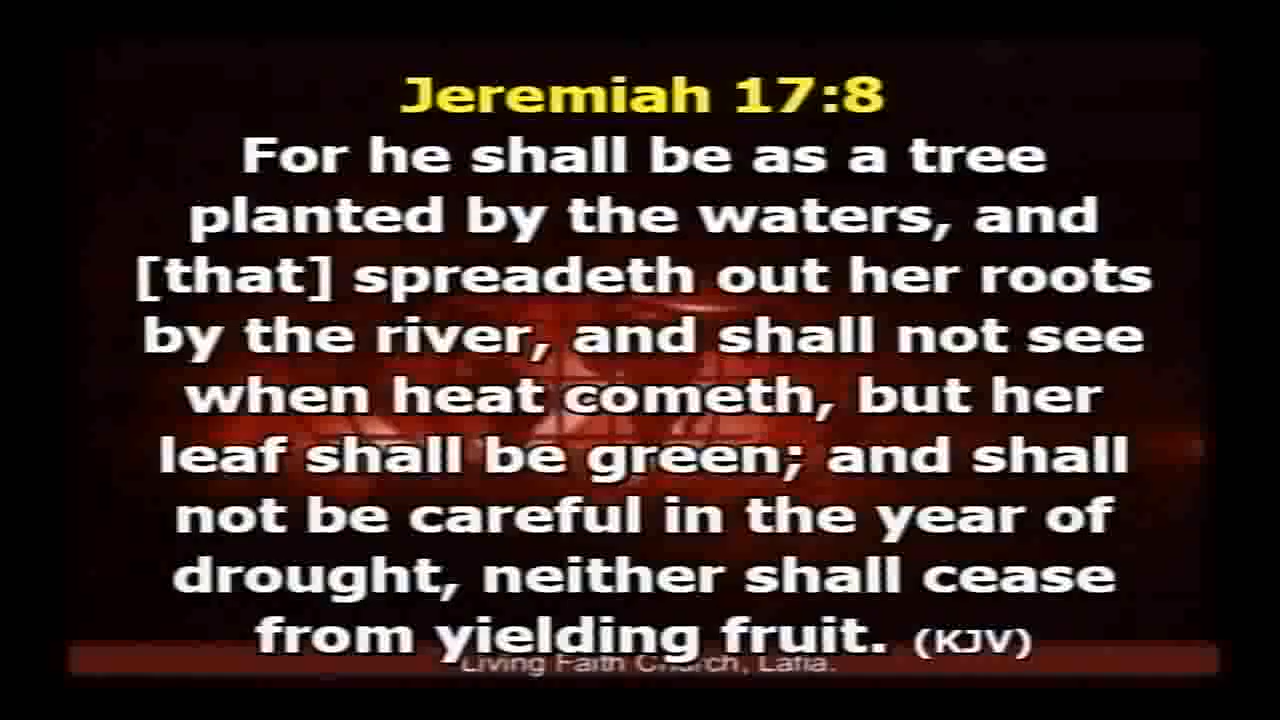 Jeremiah 17:8
For he shall be as a tree
planted by the waters, and
[that] spreadeth out her roots
by the river, and shall not see
when heat cometh, but her
leaf shall be green; and shall
not be careful in the year of
drought, neither shall cease
from yielding fruit. (KJV)
Living Faith Church, Lafia.